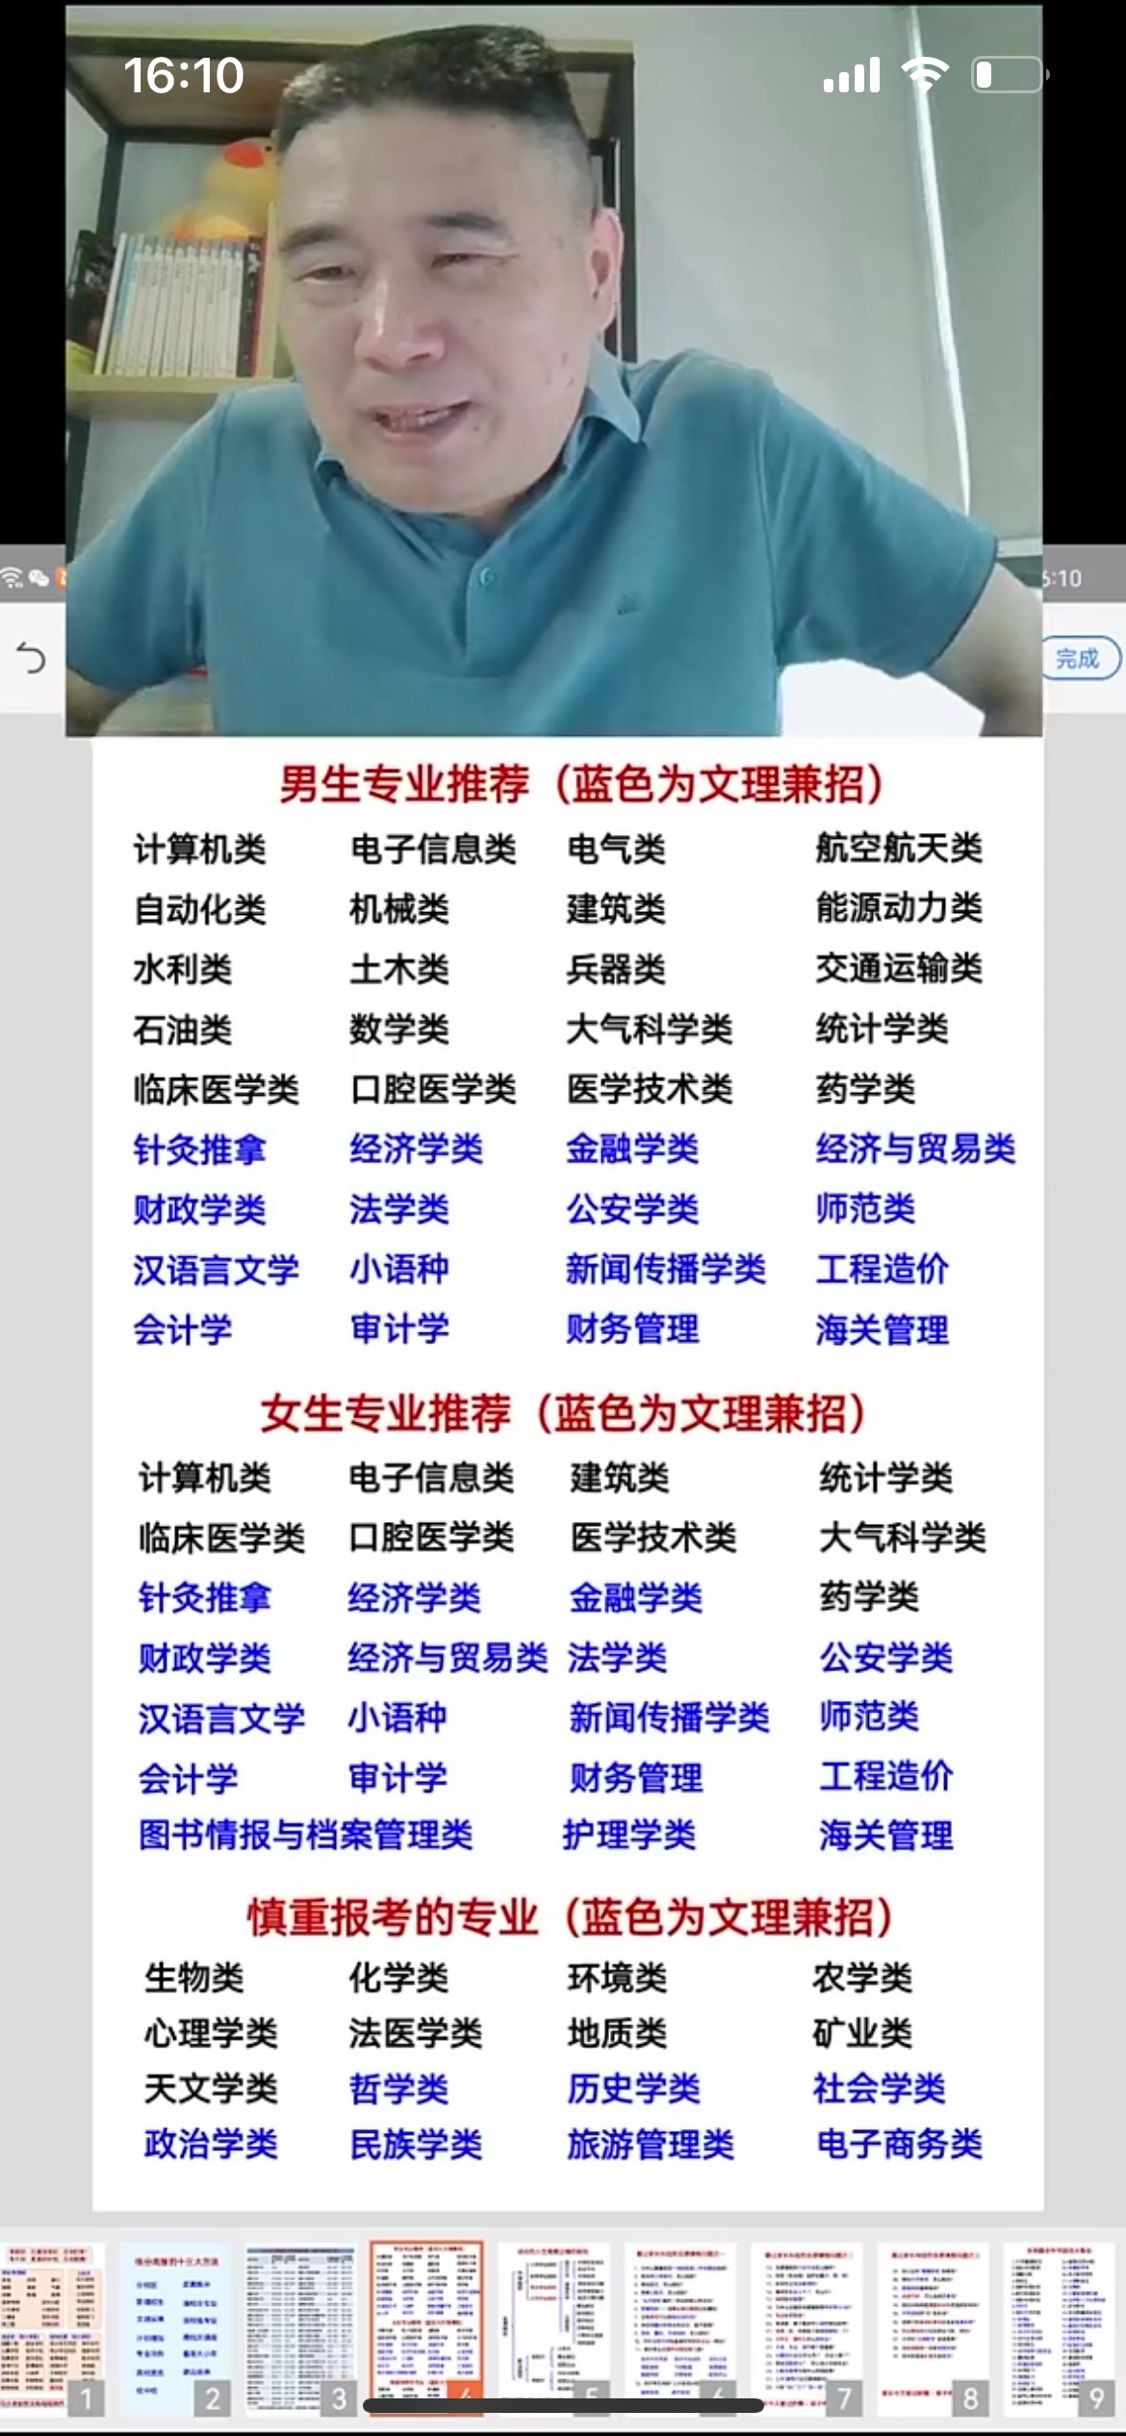 16:10
6:10
完成
男生专业推荐（蓝色为文理兼招）
计算机类 电子信息类 电气类 航空航天类
自动化类 机械类 建筑类 能源动力类
水利类 土木类 兵器类 交通运输类
石油类 数学类 大气科学类 统计学类
临床医学类 口腔医学类 医学技术类 药学类
针灸推拿 经济学类 金融学类 经济与贸易类
财政学类 法学类 公安学类 师范类
汉语言文学 小语种 新闻传播学类 工程造价
会计学 审计学 财务管理 海关管理
女生专业推荐（蓝色为文理兼招）
计算机类 电子信息类 建筑类 统计学类
临床医学类 口腔医学类 医学技术类 大气科学类
针灸推拿 经济学类 金融学类 药学类
财政学类 经济与贸易类 法学类 公安学类
汉语言文学 小语种 新闻传播学类 师范类
会计学 审计学 财务管理 工程造价
图书情报与档案管理类 护理学类 海关管理
慎重报考的专业（蓝色为文理兼招）
生物类 化学类 环境类 农学类
心理学类 法医学类 地质类 矿业类
天文学类 哲学类 历史学类 社会学类
政治学类 民族学类 旅游管理类 电子商务类
1 2 3 4 5 6 7 8 9